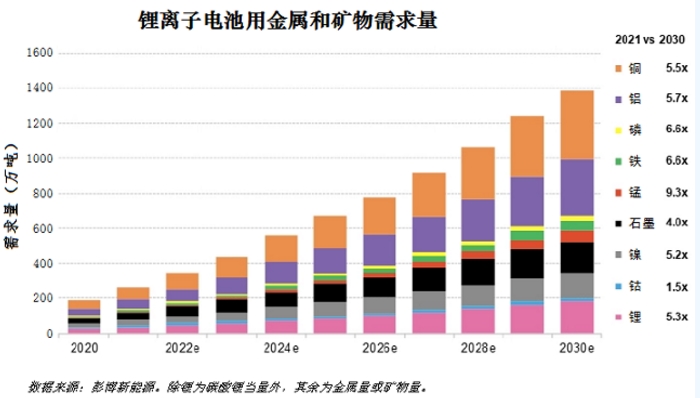 锂离子电池用金属和矿物需求量
需求量（万吨）
1600
1400
1200
1000
800
600
400
200
0
2020
2022e
2024e
2026e
2028e
2030e
2021 vs 2030
铜 5.5x
铝 5.7x
磷 6.6x
铁 6.6x
锰 9.3x
石墨 4.0x
镍 5.2x
钴 1.5x
锂 5.3x
数据来源：彭博新能源。除锂为碳酸锂当量外，其余为金属量或矿物量。